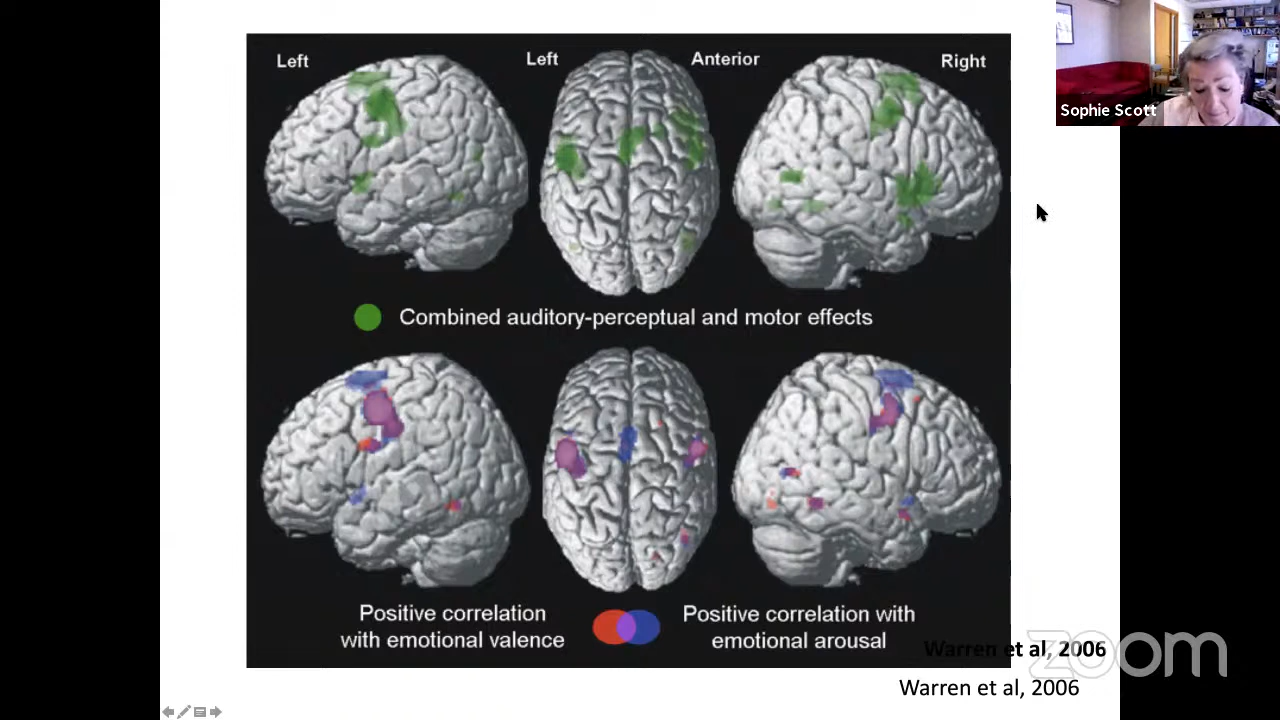 Left
Left
Anterior
Right
Sophie Scott
Combined auditory-perceptual and motor effects
Positive correlation
with emotional valence
Positive correlation with
emotional arousal
Warren et al, 2006
zoom
Warren et al, 2006